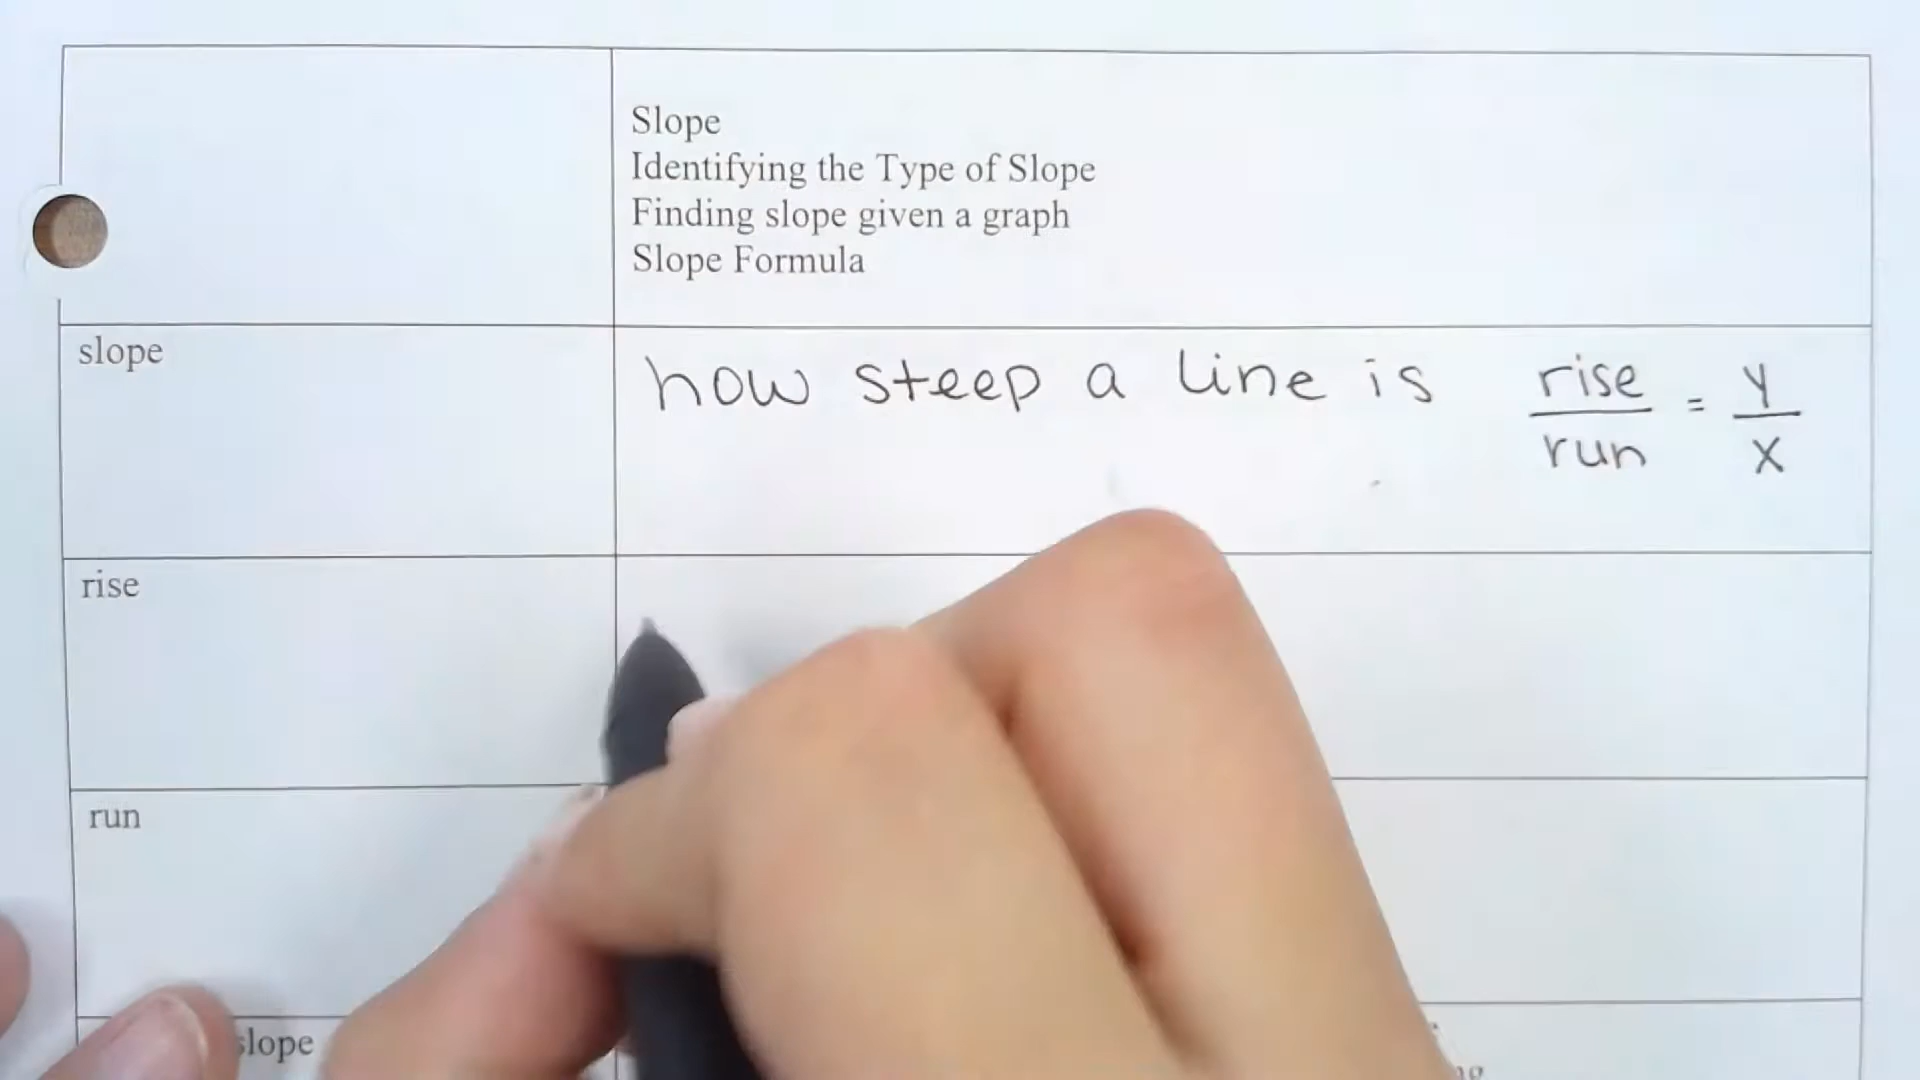 Slope
Identifying the Type of Slope
Finding slope given a graph
Slope Formula
slope
how steep a line is rise/run = y/x
rise
run
slope